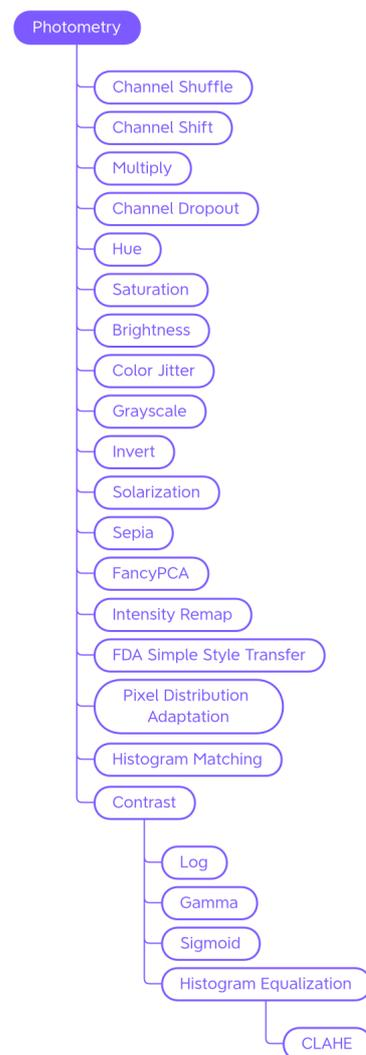 Photometry
Channel Shuffle
Channel Shift
Multiply
Channel Dropout
Hue
Saturation
Brightness
Color Jitter
Grayscale
Invert
Solarization
Sepia
FancyPCA
Intensity Remap
FDA Simple Style Transfer
Pixel Distribution
Adaptation
Histogram Matching
Contrast
Log
Gamma
Sigmoid
Histogram Equalization
CLAHE